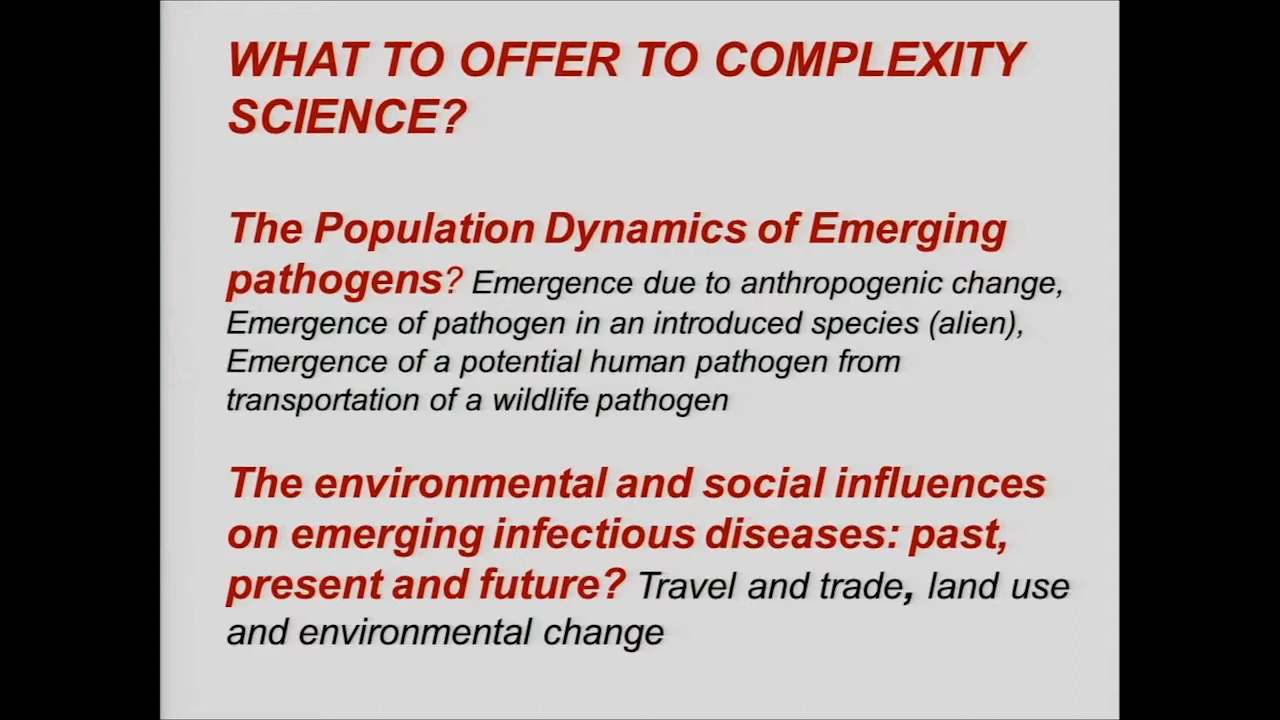 WHAT TO OFFER TO COMPLEXITY
SCIENCE?
The Population Dynamics of Emerging
pathogens? Emergence due to anthropogenic change,
Emergence of pathogen in an introduced species (alien),
Emergence of a potential human pathogen from
transportation of a wildlife pathogen
The environmental and social influences
on emerging infectious diseases: past,
present and future? Travel and trade, land use
and environmental change